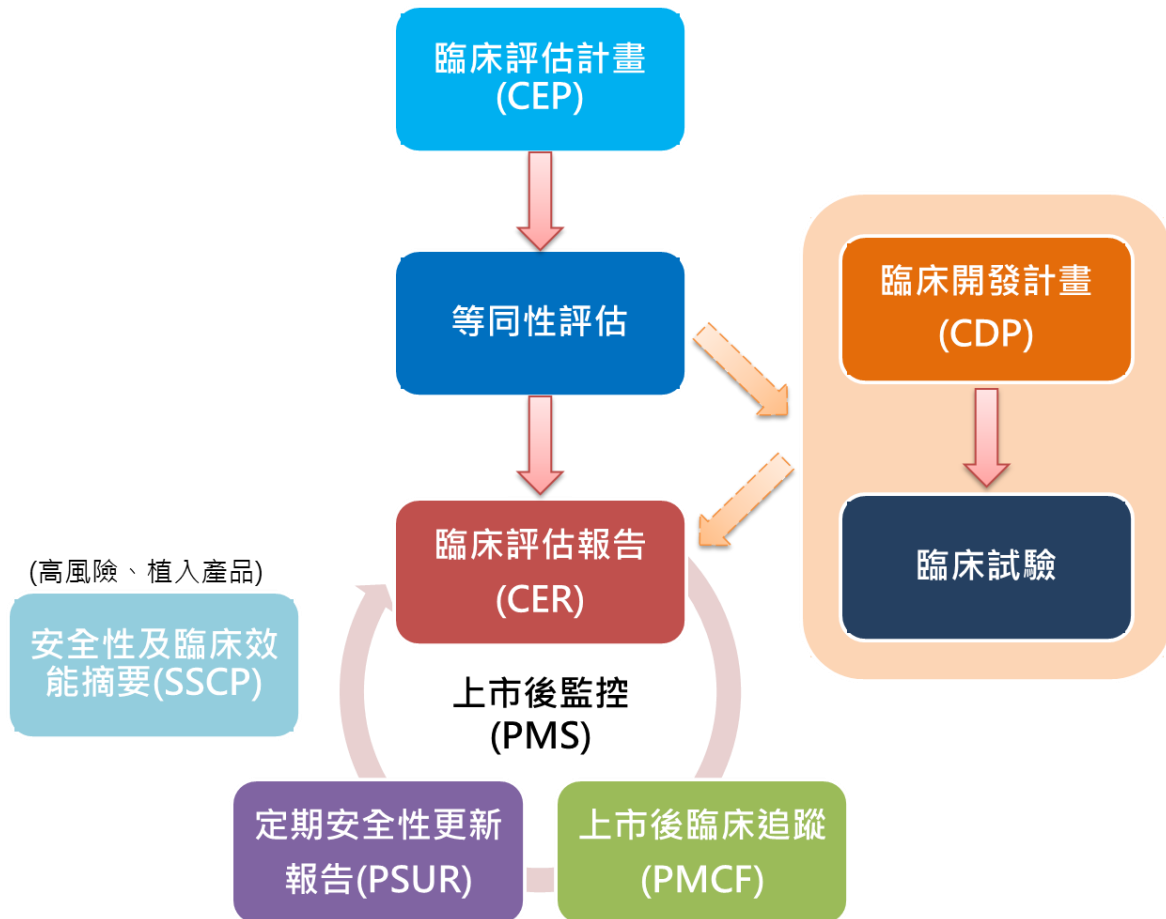 臨床評估計畫
(CEP)
等同性評估
臨床開發計畫
(CDP)
臨床試驗
臨床評估報告
(CER)
(高風險、植入產品)
安全性及臨床效
能摘要(SSCP)
上市後監控
(PMS)
定期安全性更新
報告(PSUR)
上市後臨床追蹤
(PMCF)